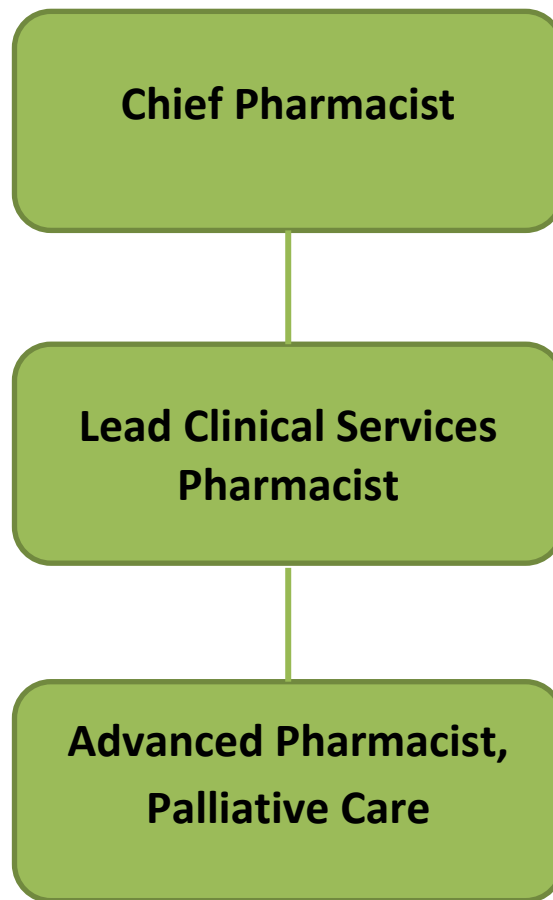 Chief Pharmacist
Lead Clinical Services
Pharmacist
Advanced Pharmacist,
Palliative Care